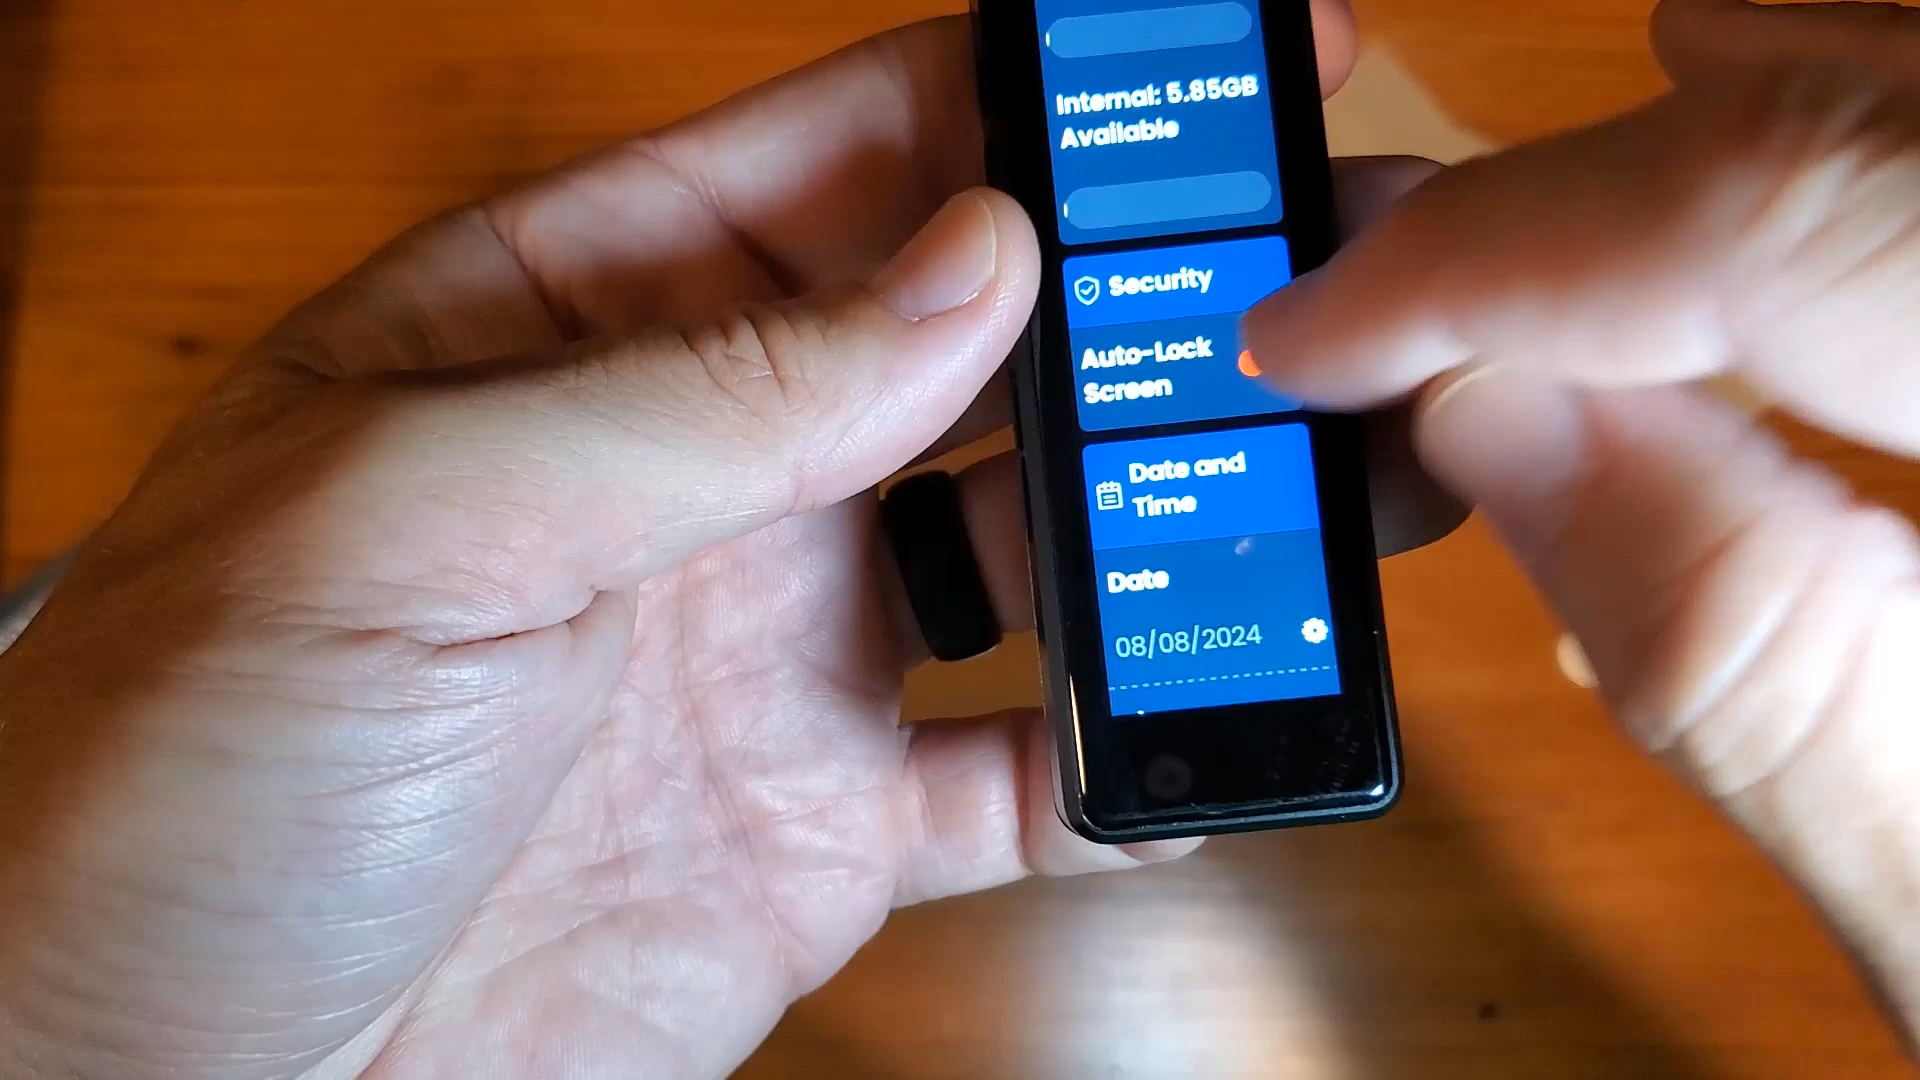 Internal: 5.85GB
Available
Security
Auto-Lock
Screen
Date and
Time
Date
08/08/2024